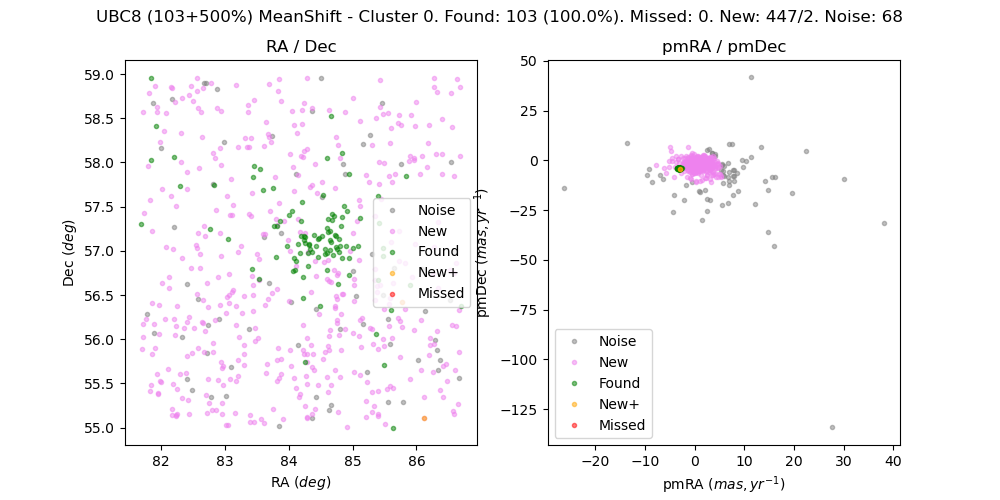 UBC8 (103+500%) MeanShift - Cluster 0. Found: 103 (100.0%). Missed: 0. New: 447/2. Noise: 68
RA / Dec
59.0
58.5
58.0
57.5
57.0
56.5
56.0
55.5
55.0
Dec (deg)
82 83 84 85 86
RA (deg)
Noise
New
Found
New+
Missed
pmRA / pmDec
50
25
0
−25
−50
−75
−100
−125
pmDec (mas, yr⁻¹)
−20 −10 0 10 20 30 40
pmRA (mas, yr⁻¹)
Noise
New
Found
New+
Missed